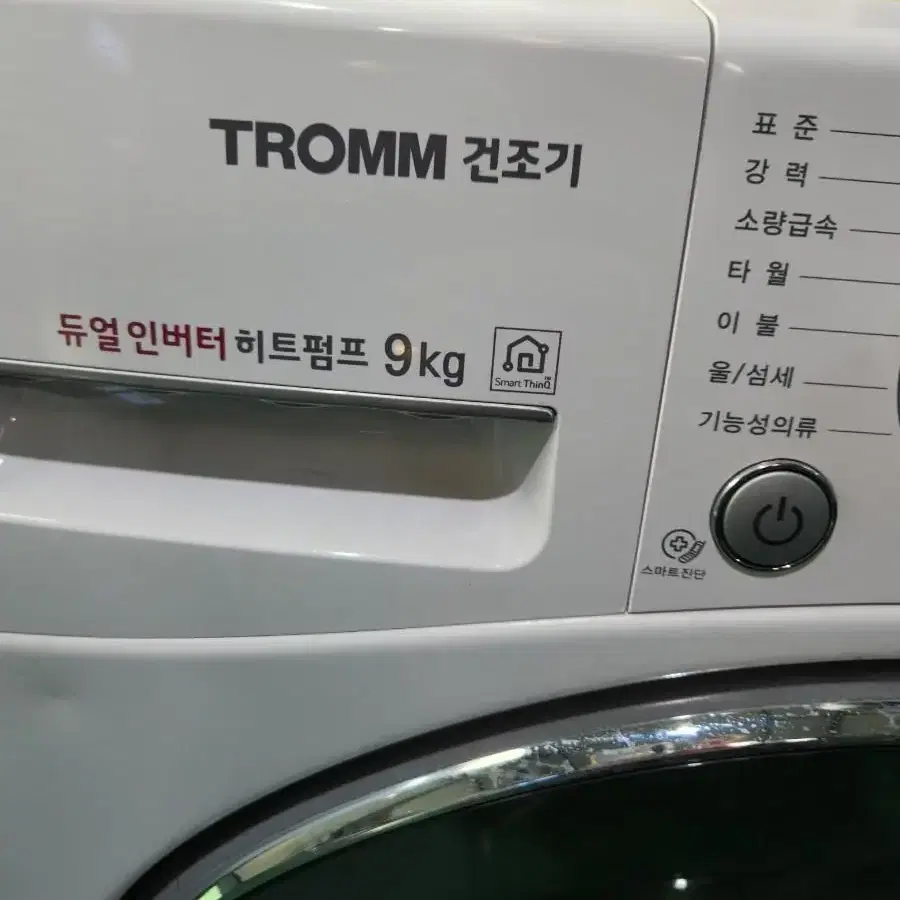 TROMM 건조기
듀얼 인버터 히트펌프 9kg
Smart ThinQ
표준
강력
소량급속
타월
이불
울/섬세
기능성의류
스마트진단